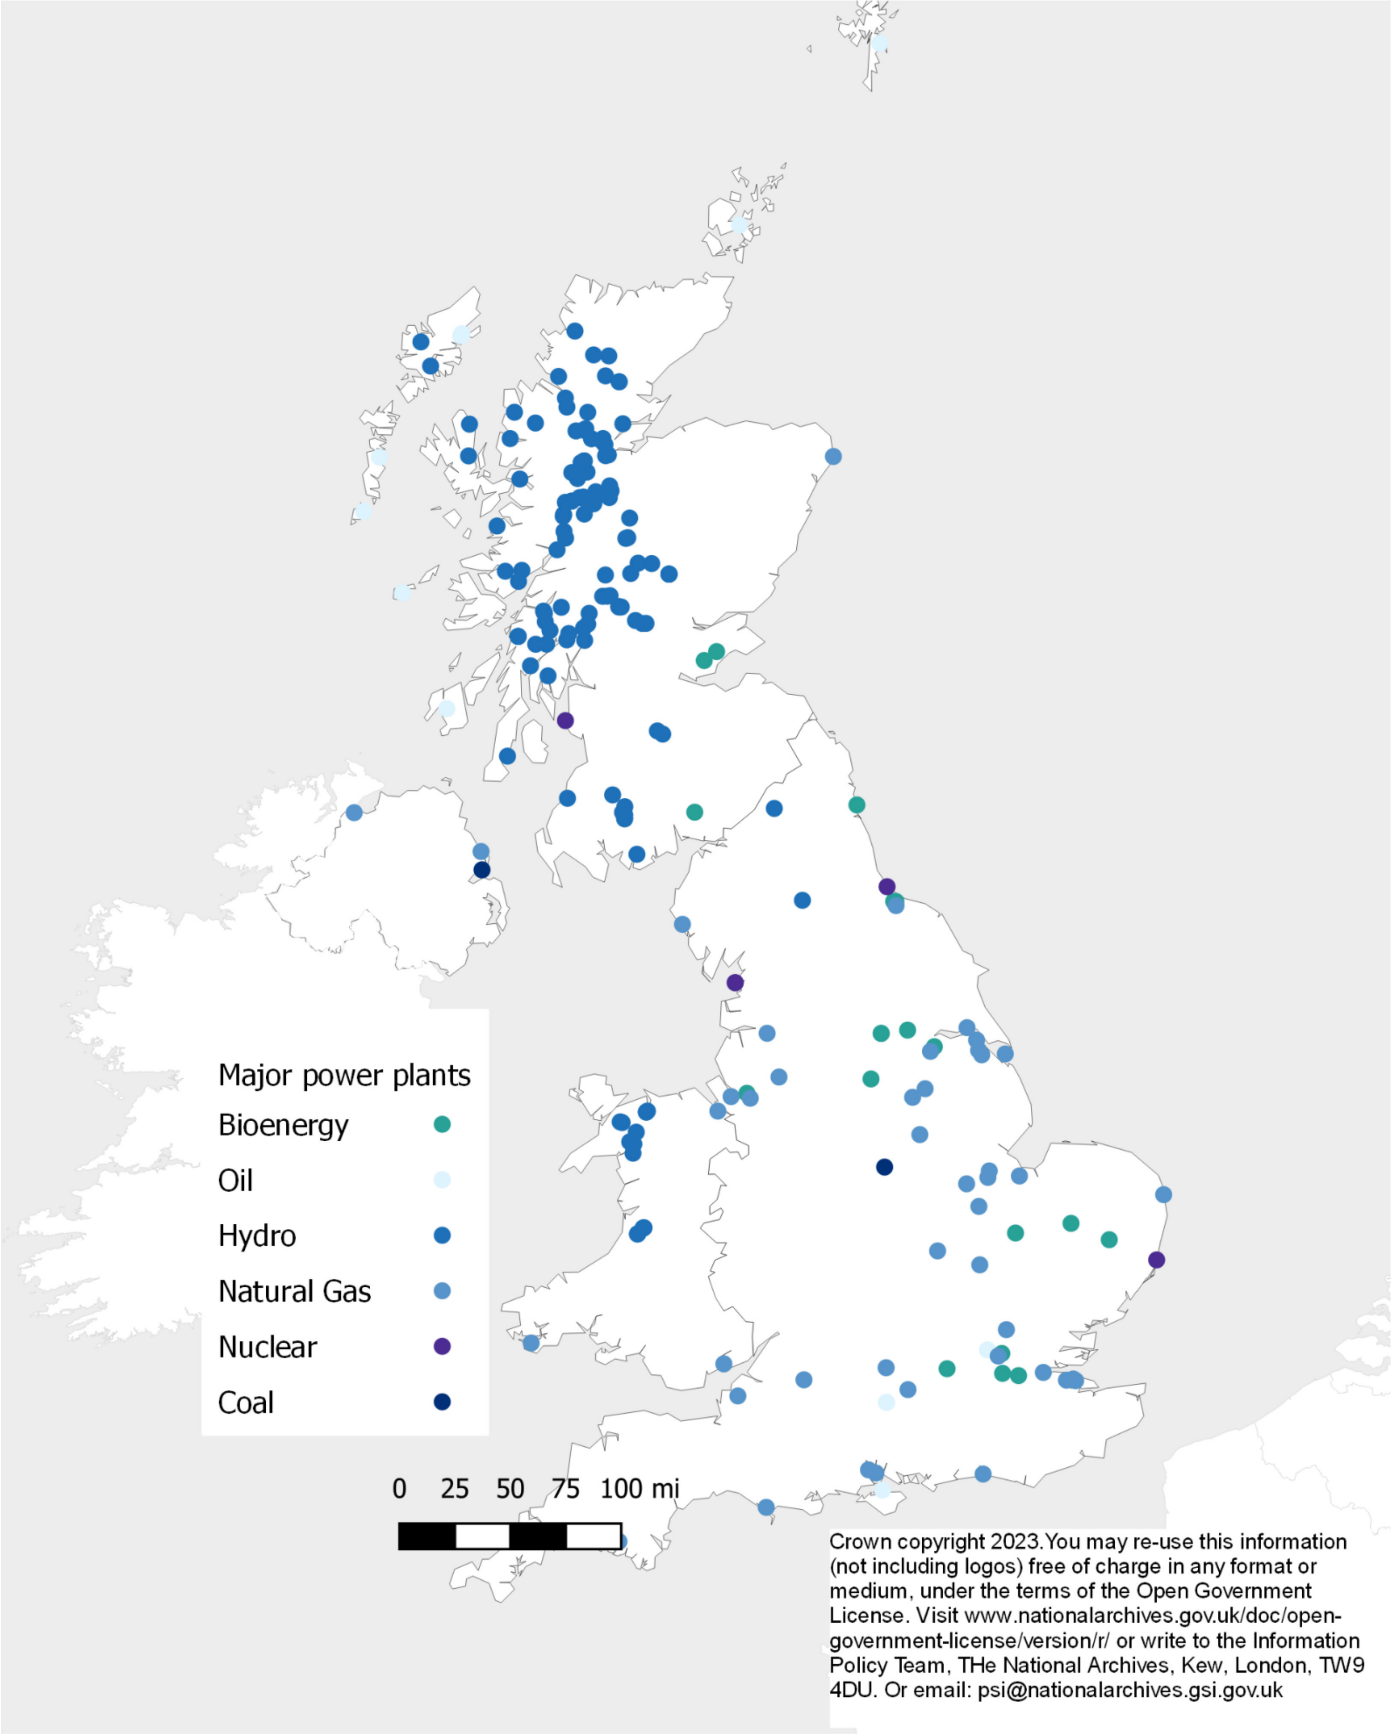 Major power plants
Bioenergy
Oil
Hydro
Natural Gas
Nuclear
Coal
0 25 50 75 100 mi
Crown copyright 2023.You may re-use this information
(not including logos) free of charge in any format or
medium, under the terms of the Open Government
License. Visit www.nationalarchives.gov.uk/doc/open-
government-license/version/r/ or write to the Information
Policy Team, THe National Archives, Kew, London, TW9
4DU. Or email: psi@nationalarchives.gsi.gov.uk